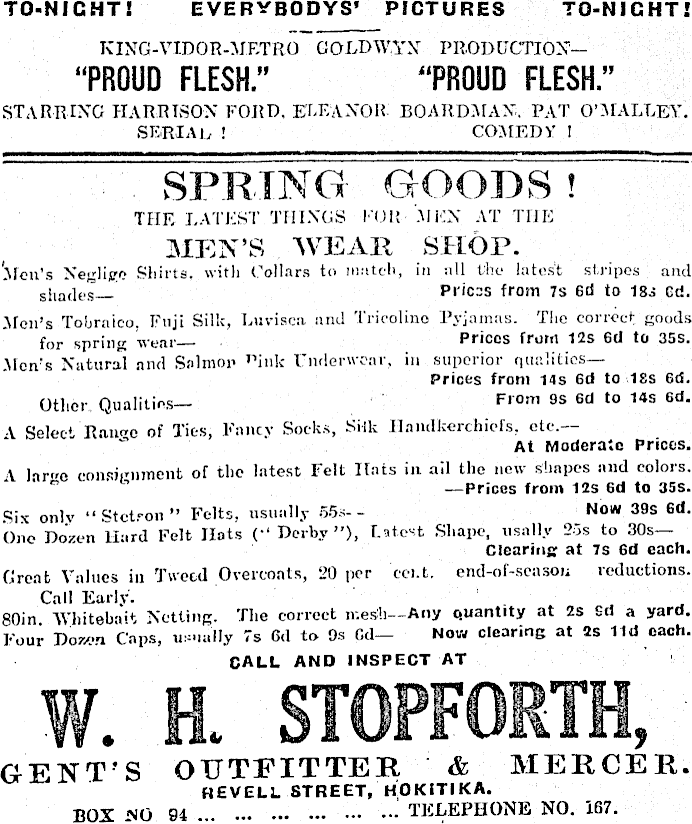 TO-NIGHT! EVERYBODYS' PICTURES TO-NIGHT!
KING-VIDOR-METRO GOLDWYN PRODUCTION—
"PROUD FLESH." "PROUD FLESH."
STARRING HARRISON FORD, ELEANOR BOARDMAN, PAT O'MALLEY.
SERIAL! COMEDY!
SPRING GOODS!
THE LATEST THINGS FOR MEN AT THE
MEN'S WEAR SHOP.
Men's Neglige Shirts, with Collars to match, in all the latest stripes and
shades— Prices from 7s 6d to 18s 6d.
Men's Tobralco, Fuji Silk, Luvisca and Tricoline Pyjamas. The correct goods
for spring wear— Prices from 12s 6d to 35s.
Men's Natural and Salmon Pink Underwear, in superior qualities—
Prices from 14s 6d to 18s 6d.
Other Qualities— From 9s 6d to 14s 6d.
A Select Range of Ties, Fancy Socks, Silk Handkerchiefs, etc.—
At Moderate Prices.
A large consignment of the latest Felt Hats in all the new shapes and colors.
—Prices from 12s 6d to 35s.
Six only "Stetson" Felts, usually 55s-- Now 39s 6d.
One Dozen Hard Felt Hats ("Derby"), Latest Shape, usally 25s to 30s—
Clearing at 7s 6d each.
Great Values in Tweed Overcoats, 20 per cent. end-of-season reductions.
Call Early.
80in. Whitebait Netting. The correct mesh—Any quantity at 2s 9d a yard.
Four Dozen Caps, usually 7s 6d to 9s 6d— Now clearing at 2s 11d each.
CALL AND INSPECT AT
W. H. STOPFORTH,
GENT'S OUTFITTER & MERCER.
REVELL STREET, HOKITIKA.
BOX NO 94 ... ... ... ... ... ... TELEPHONE NO. 167.